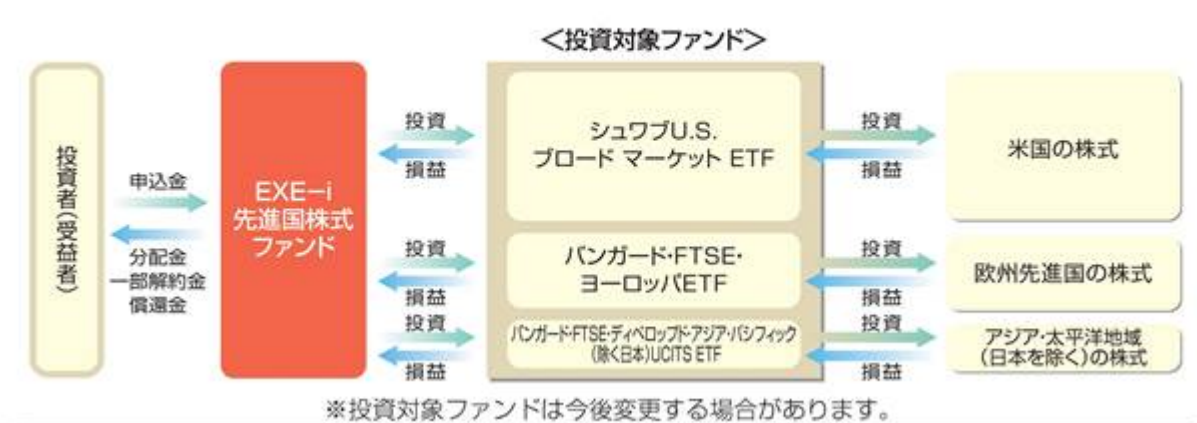 ＜投資対象ファンド＞
投資者(受益者)
申込金
分配金
一部解約金
償還金
EXE－i
先進国株式
ファンド
投資
損益
シュワブU.S.
ブロード マーケット ETF
投資
損益
米国の株式
投資
損益
バンガード・FTSE・
ヨーロッパETF
投資
損益
欧州先進国の株式
投資
損益
バンガード・FTSE・ディベロップド・アジア・パシフィック
(除く日本)UCITS ETF
投資
損益
アジア・太平洋地域
(日本を除く)の株式
※投資対象ファンドは今後変更する場合があります。